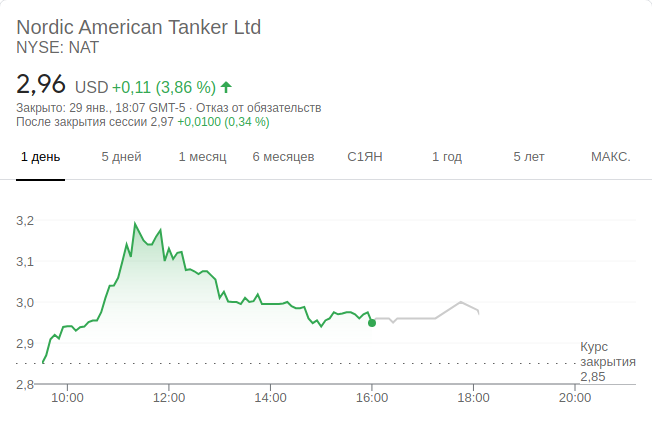 Nordic American Tanker Ltd
NYSE: NAT
2,96 USD +0,11 (3,86 %)
Закрыто: 29 янв., 18:07 GMT-5 · Отказ от обязательств
После закрытия сессии 2,97 +0,0100 (0,34 %)
1 день 5 дней 1 месяц 6 месяцев С1ЯН 1 год 5 лет МАКС.
3,2
3,1
3,0
2,9
Курс
закрытия
2,85
2,8
10:00 12:00 14:00 16:00 18:00 20:00